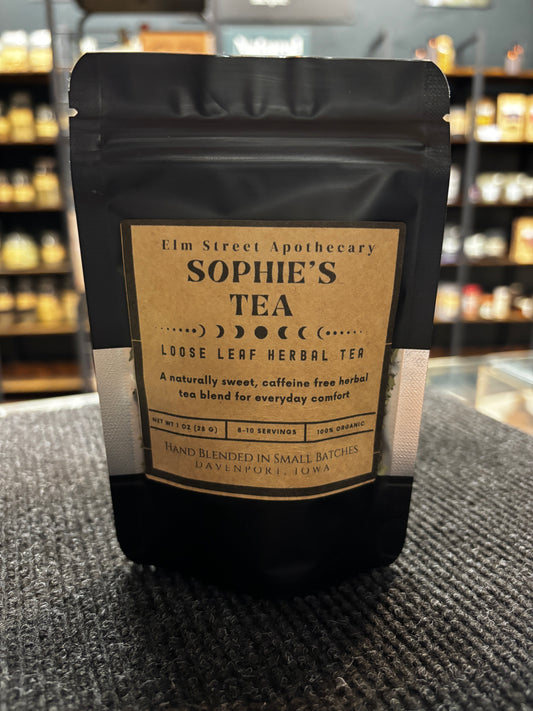 Elm Street Apothecary
SOPHIE'S
TEA
LOOSE LEAF HERBAL TEA
A naturally sweet, caffeine free herbal
tea blend for everyday comfort
NET WT 1 OZ (28 G) 8-10 SERVINGS 100% ORGANIC
HAND BLENDED IN SMALL BATCHES
DAVENPORT, IOWA